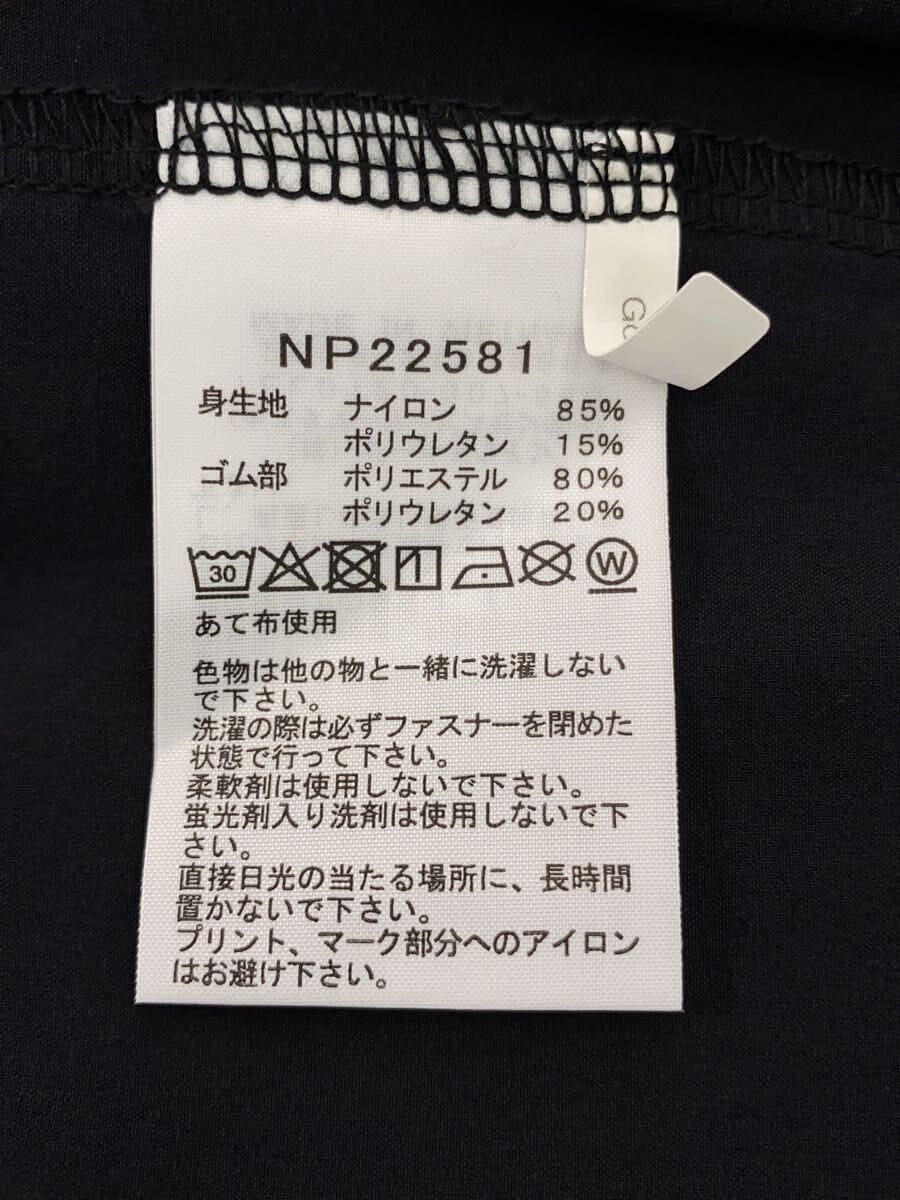 NP22581
身生地 ナイロン 85%
ポリウレタン 15%
ゴム部 ポリエステル 80%
ポリウレタン 20%
30 W
あて布使用
色物は他の物と一緒に洗濯しない
で下さい。
洗濯の際は必ずファスナーを閉めた
状態で行って下さい。
柔軟剤は使用しないで下さい。
蛍光剤入り洗剤は使用しないで下
さい。
直接日光の当たる場所に、長時間
置かないで下さい。
プリント、マーク部分へのアイロン
はお避け下さい。